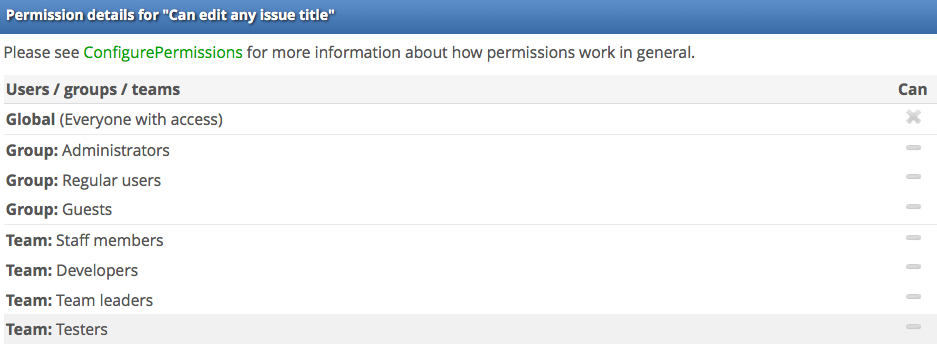 Permission details for "Can edit any issue title"
Please see ConfigurePermissions for more information about how permissions work in general.
Users / groups / teams Can
Global (Everyone with access)
Group: Administrators
Group: Regular users
Group: Guests
Team: Staff members
Team: Developers
Team: Team leaders
Team: Testers